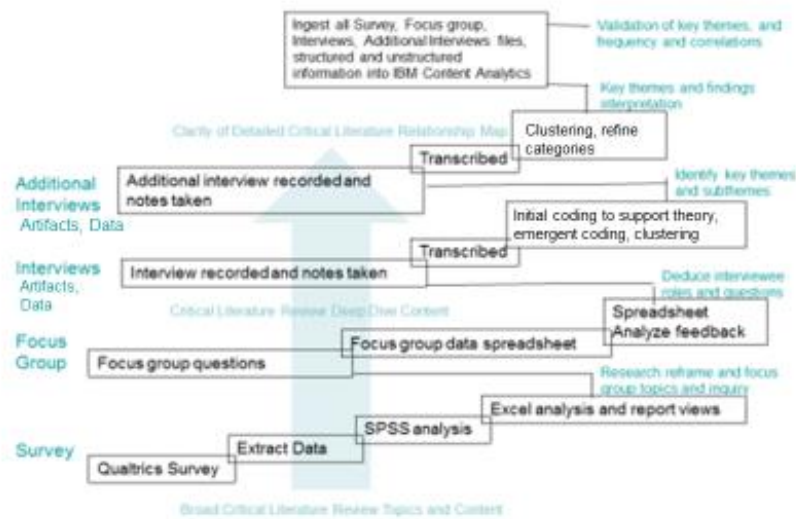 Ingest all Survey, Focus group,
Interviews, Additional Interviews files,
structured and unstructured
information into IBM Content Analytics
Validation of key themes, and
frequency and correlations
Key themes and findings
interpretation
Clarity of Detailed Critical Literature Relationship Map
Clustering, refine
categories
Transcribed
Additional
Interviews
Artifacts, Data
Additional interview recorded and
notes taken
Identify key themes
and subthemes
Initial coding to support theory,
emergent coding, clustering
Transcribed
Interviews
Artifacts,
Data
Interview recorded and notes taken
Deduce interviewee
roles and questions
Critical Literature Review Deep Dive Content
Spreadsheet
Analyze feedback
Focus
Group
Focus group data spreadsheet
Focus group questions
Research reframe and focus
group topics and inquiry
Excel analysis and report views
SPSS analysis
Survey
Extract Data
Qualtrics Survey
Broad Critical Literature Review Topics and Content